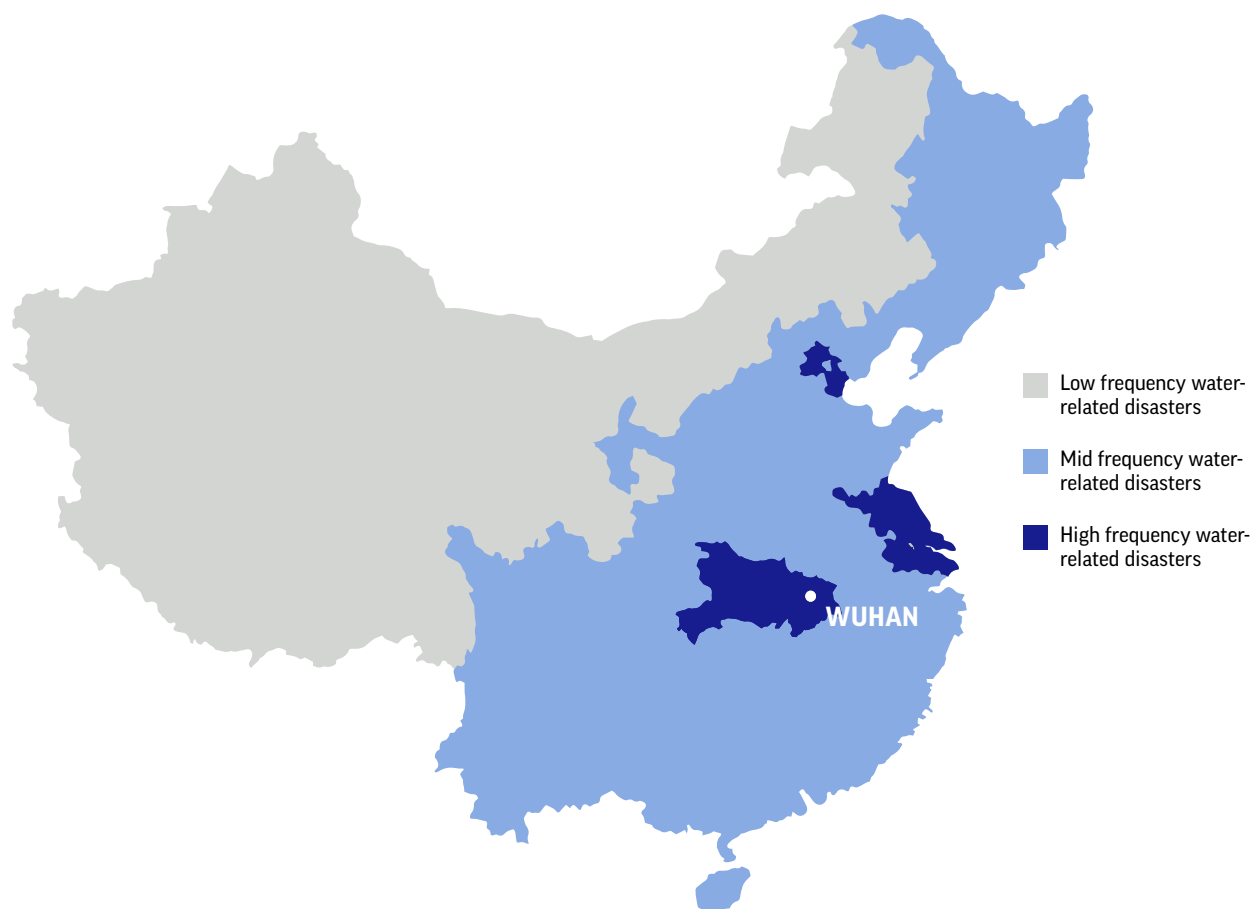 Low frequency water-
related disasters
Mid frequency water-
related disasters
High frequency water-
related disasters
WUHAN